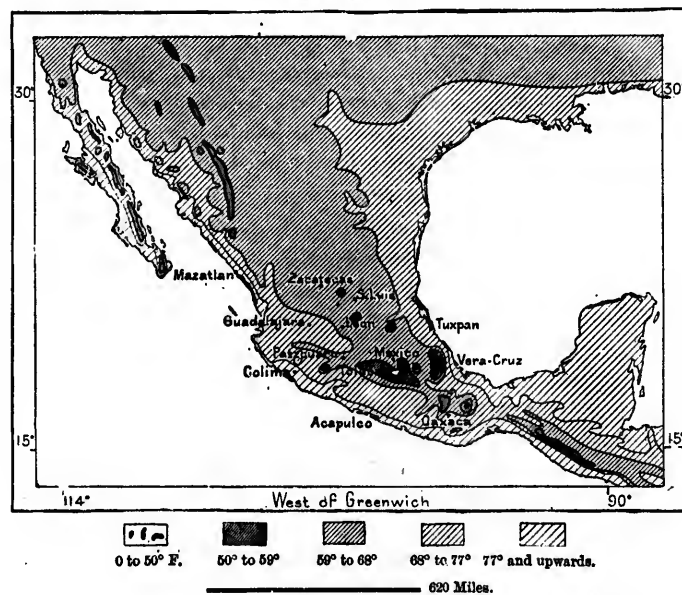 30°
30°
Mazatlan
Zacatecas
S. Luis
Guadalajara
Leon
Tuxpan
Mexico
Vera-Cruz
Colima
Acapulco
Oaxaca
15°
15°
114°
West of Greenwich
90°
0 to 50° F.
50° to 59°
59° to 68°
68° to 77°
77° and upwards.
620 Miles.